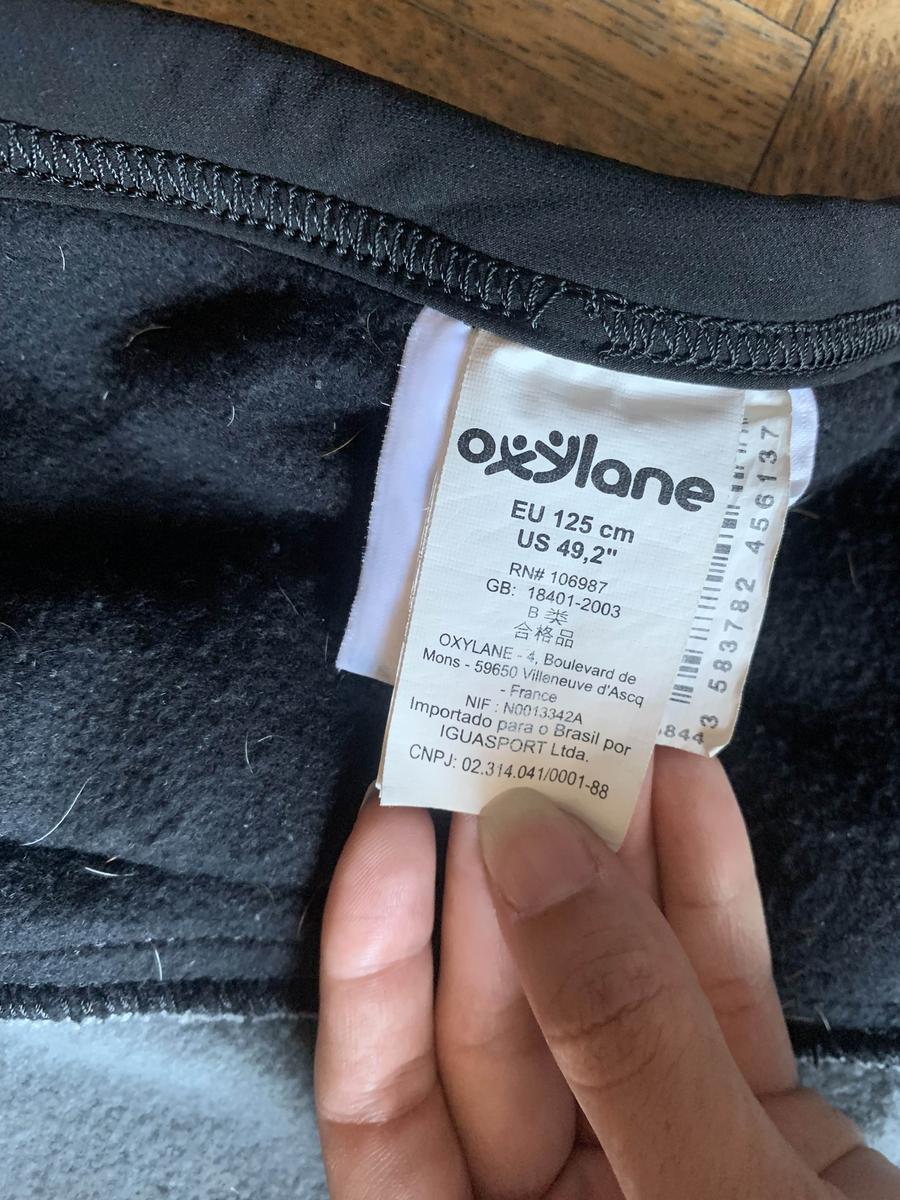 oxylane
EU 125 cm
US 49,2"
RN# 106987
GB: 18401-2003
B 类
合格品
OXYLANE - 4, Boulevard de
Mons - 59650 Villeneuve d'Ascq
- France
NIF : N0013342A
Importado para o Brasil por
IGUASPORT Ltda.
CNPJ: 02.314.041/0001-88
3 583782 456137